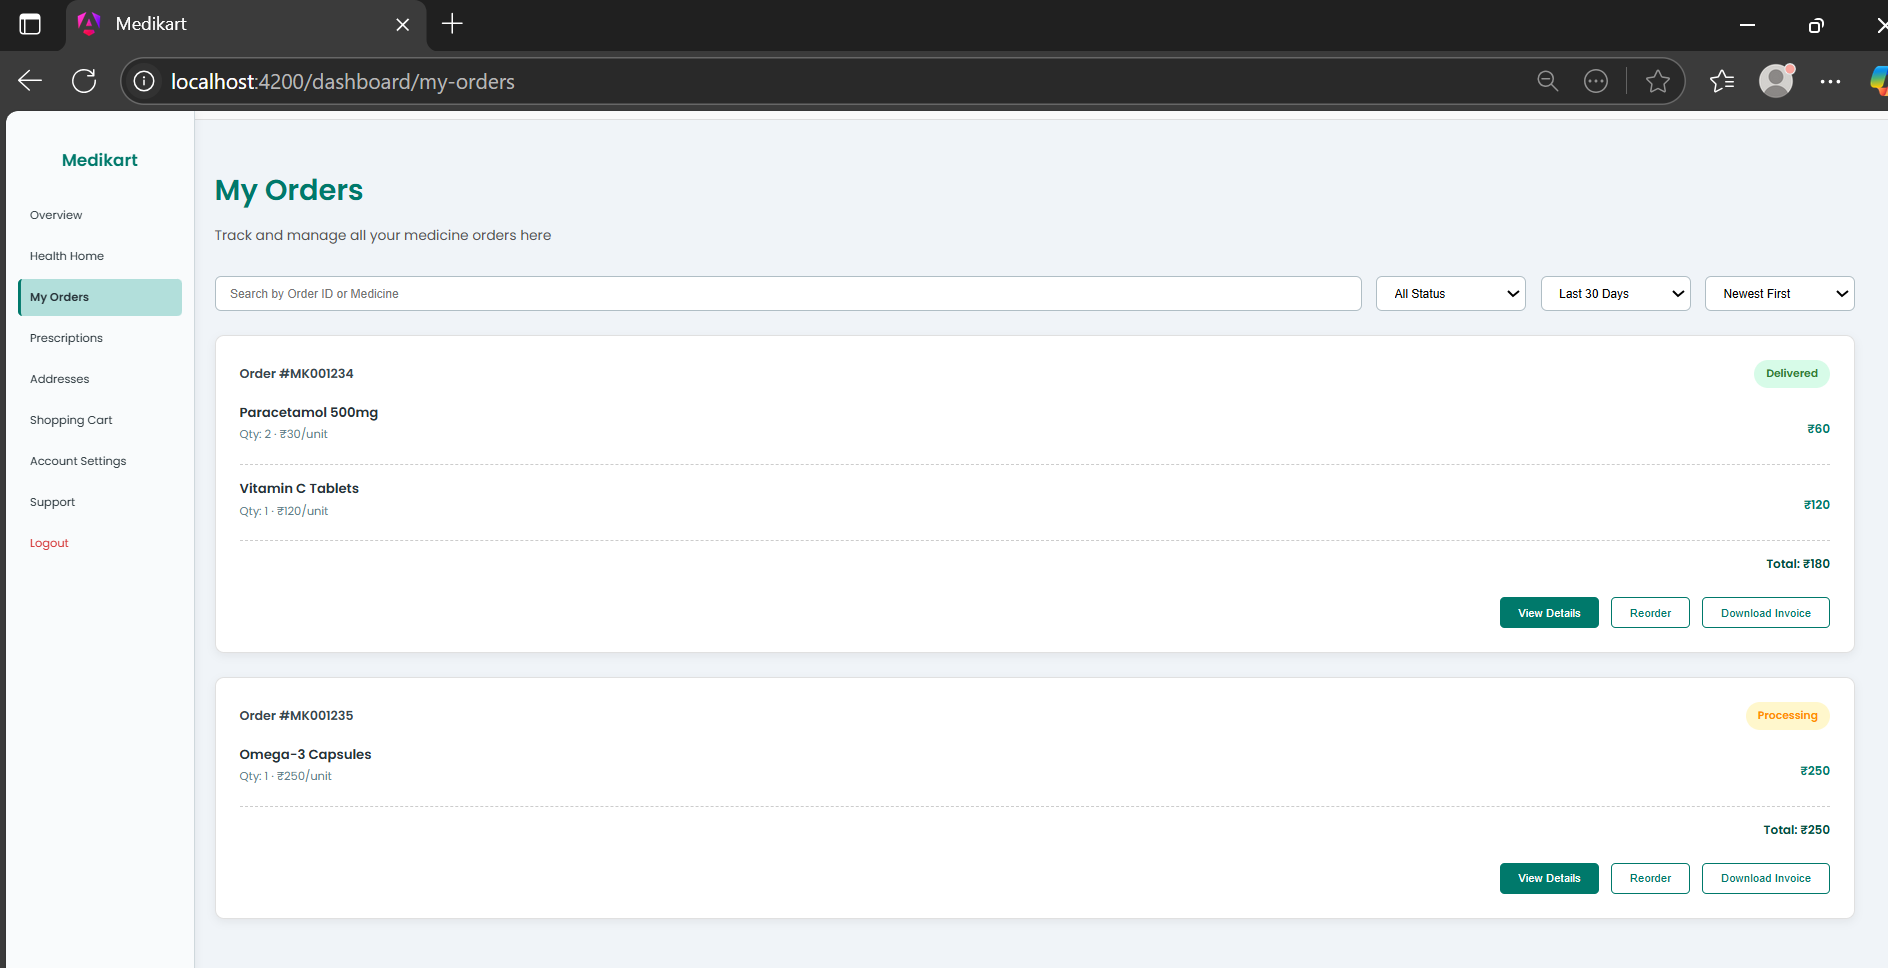 Medikart
localhost:4200/dashboard/my-orders
Medikart
Overview
Health Home
My Orders
Prescriptions
Addresses
Shopping Cart
Account Settings
Support
Logout
My Orders
Track and manage all your medicine orders here
Search by Order ID or Medicine
All Status
Last 30 Days
Newest First
Order #MK001234
Delivered
Paracetamol 500mg
Qty: 2 · ₹30/unit
₹60
Vitamin C Tablets
Qty: 1 · ₹120/unit
₹120
Total: ₹180
View Details
Reorder
Download Invoice
Order #MK001235
Processing
Omega-3 Capsules
Qty: 1 · ₹250/unit
₹250
Total: ₹250
View Details
Reorder
Download Invoice